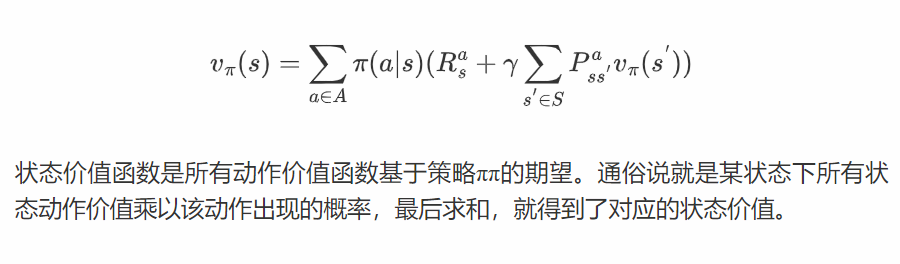 v_π(s) = ∑_{a∈A} π(a|s)(R_s^a + γ ∑_{s'∈S} P_{ss'}^a v_π(s'))
状态价值函数是所有动作价值函数基于策略ππ的期望。通俗说就是某状态下所有状
态动作价值乘以该动作出现的概率，最后求和，就得到了对应的状态价值。